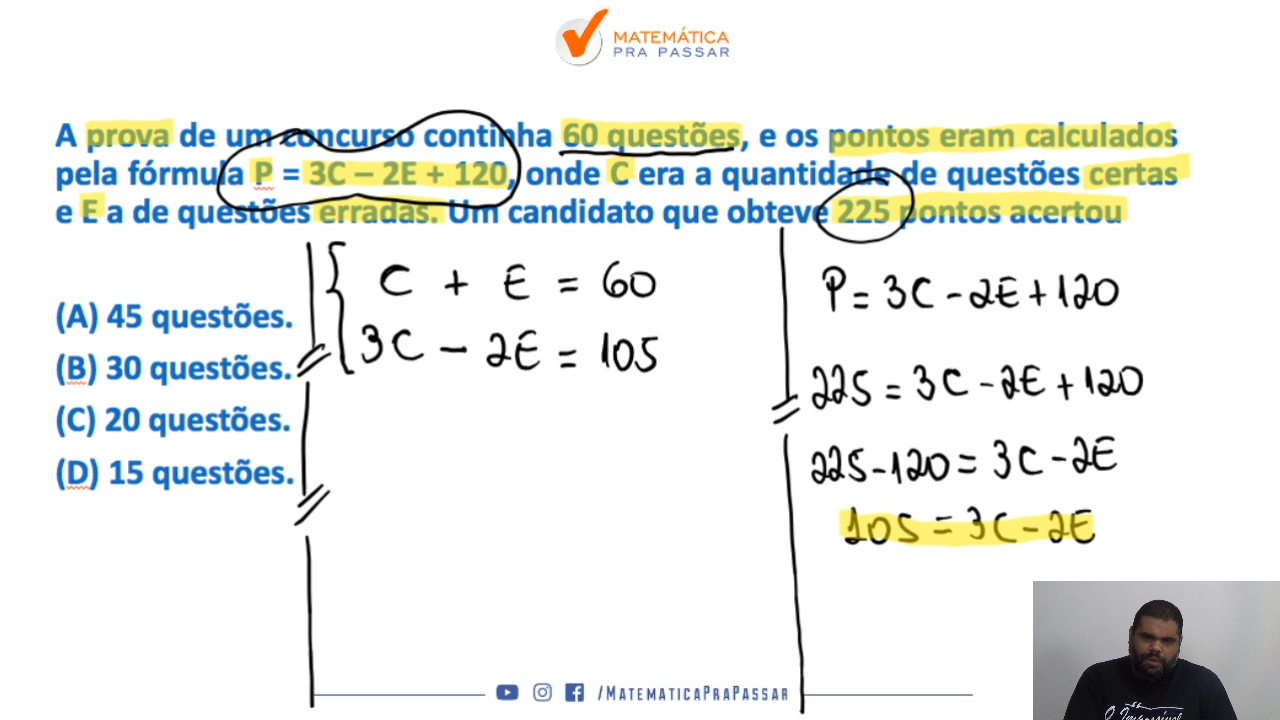 MATEMÁTICA
PRA PASSAR
A prova de um concurso continha 60 questões, e os pontos eram calculados
pela fórmula P = 3C – 2E + 120, onde C era a quantidade de questões certas
e E a de questões erradas. Um candidato que obteve 225 pontos acertou
(A) 45 questões.
(B) 30 questões.
(C) 20 questões.
(D) 15 questões.
C + E = 60
3C - 2E = 105
P = 3C - 2E + 120
225 = 3C - 2E + 120
225 - 120 = 3C - 2E
105 = 3C - 2E
/MATEMATICAPRAPASSAR